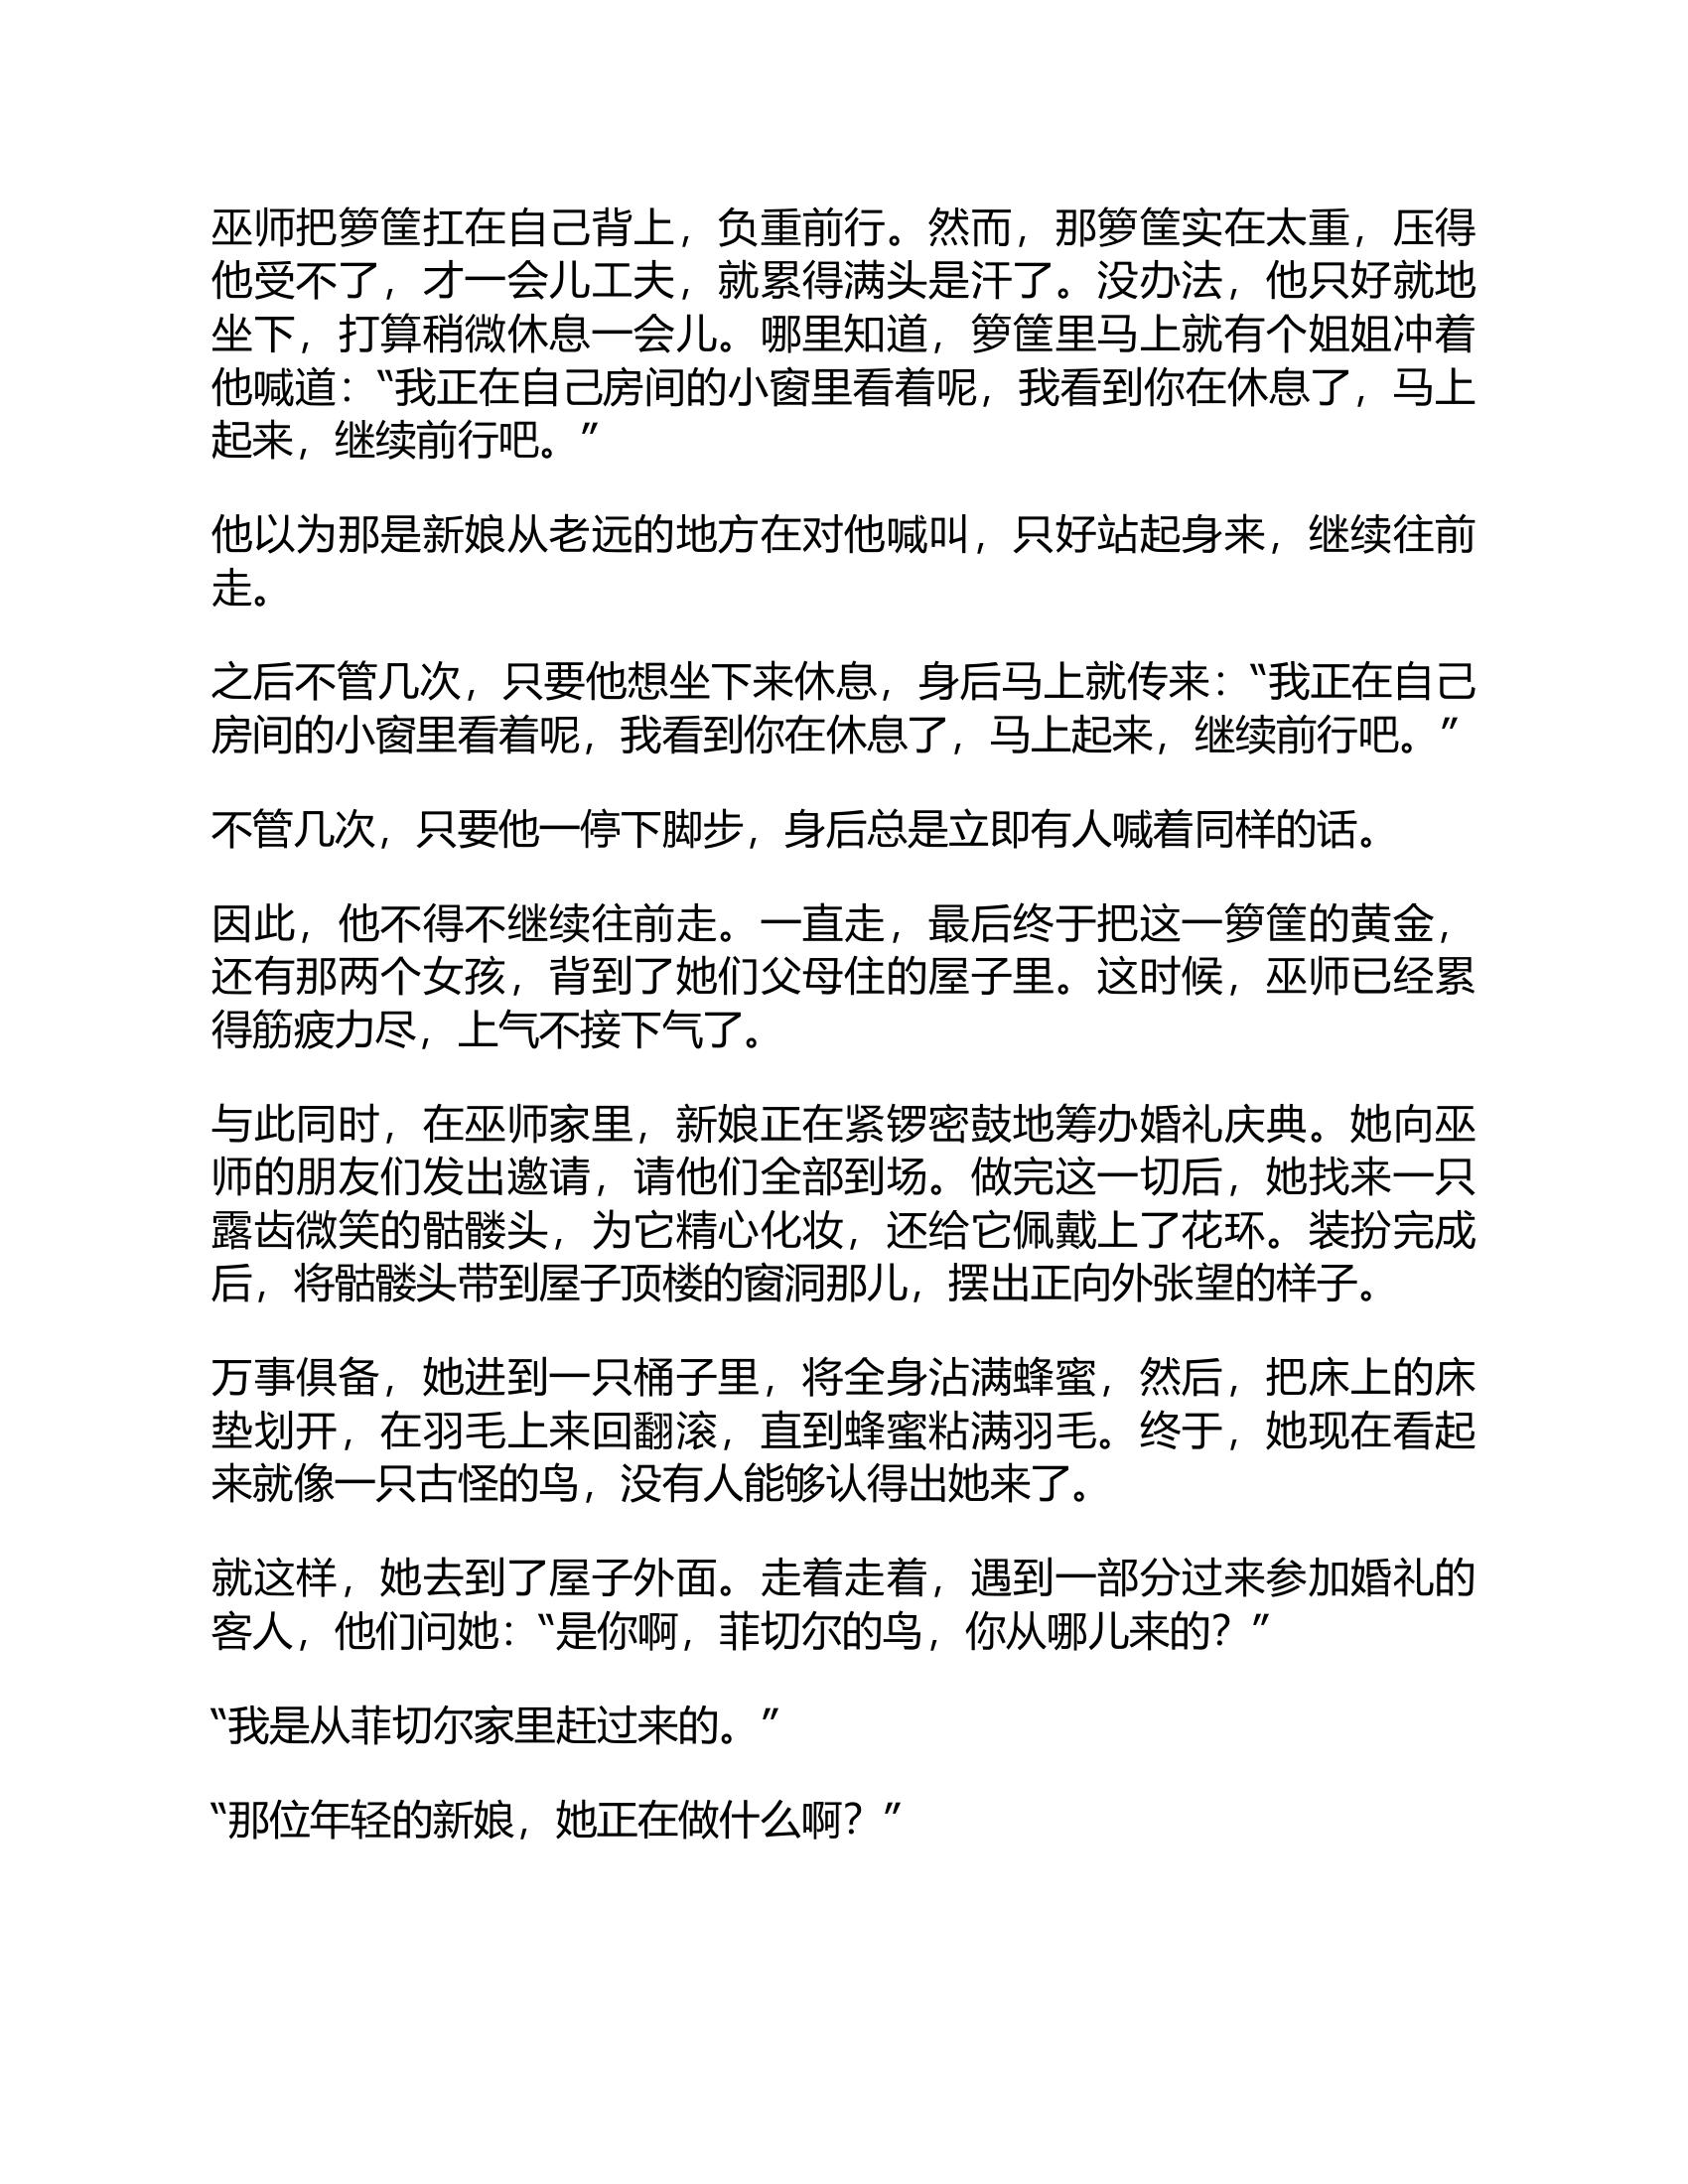 巫师把箩筐扛在自己背上，负重前行。然而，那箩筐实在太重，压得
他受不了，才一会儿工夫，就累得满头是汗了。没办法，他只好就地
坐下，打算稍微休息一会儿。哪里知道，箩筐里马上就有个姐姐冲着
他喊道：“我正在自己房间的小窗里看着呢，我看到你在休息了，马上
起来，继续前行吧。”
他以为那是新娘从老远的地方在对他喊叫，只好站起身来，继续往前
走。
之后不管几次，只要他想坐下来休息，身后马上就传来：“我正在自己
房间的小窗里看着呢，我看到你在休息了，马上起来，继续前行吧。”
不管几次，只要他一停下脚步，身后总是立即有人喊着同样的话。
因此，他不得不继续往前走。一直走，最后终于把这一箩筐的黄金，
还有那两个女孩，背到了她们父母住的屋子里。这时候，巫师已经累
得筋疲力尽，上气不接下气了。
与此同时，在巫师家里，新娘正在紧锣密鼓地筹办婚礼庆典。她向巫
师的朋友们发出邀请，请他们全部到场。做完这一切后，她找来一只
露齿微笑的骷髅头，为它精心化妆，还给它佩戴上了花环。装扮完成
后，将骷髅头带到屋子顶楼的窗洞那儿，摆出正向外张望的样子。
万事俱备，她进到一只桶子里，将全身沾满蜂蜜，然后，把床上的床
垫划开，在羽毛上来回翻滚，直到蜂蜜粘满羽毛。终于，她现在看起
来就像一只古怪的鸟，没有人能够认得出她来了。
就这样，她去到了屋子外面。走着走着，遇到一部分过来参加婚礼的
客人，他们问她：“是你啊，菲切尔的鸟，你从哪儿来的？”
“我是从菲切尔家里赶过来的。”
“那位年轻的新娘，她正在做什么啊？”